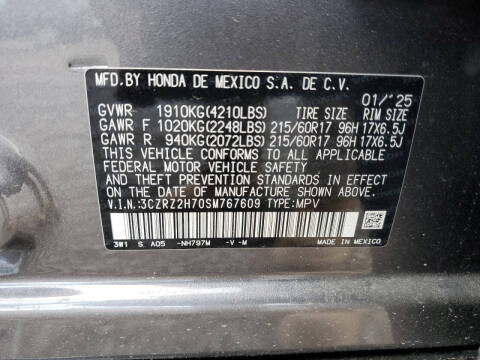 MFD. BY HONDA DE MEXICO S.A. DE C.V.
01/'25
GVWR 1910KG(4210LBS) TIRE SIZE RIM SIZE
GAWR F 1020KG(2248LBS) 215/60R17 96H 17X6.5J
GAWR R 940KG(2072LBS) 215/60R17 96H 17X6.5J
THIS VEHICLE CONFORMS TO ALL APPLICABLE
FEDERAL MOTOR VEHICLE SAFETY
STANDARDS IN EFFECT ON THE DATE OF
MANUFACTURE SHOWN ABOVE.
V.I.N.:3CZRZ2H70SM767609 TYPE:MPV
3W1 S A05 -NH797M -V -M MADE IN MEXICO